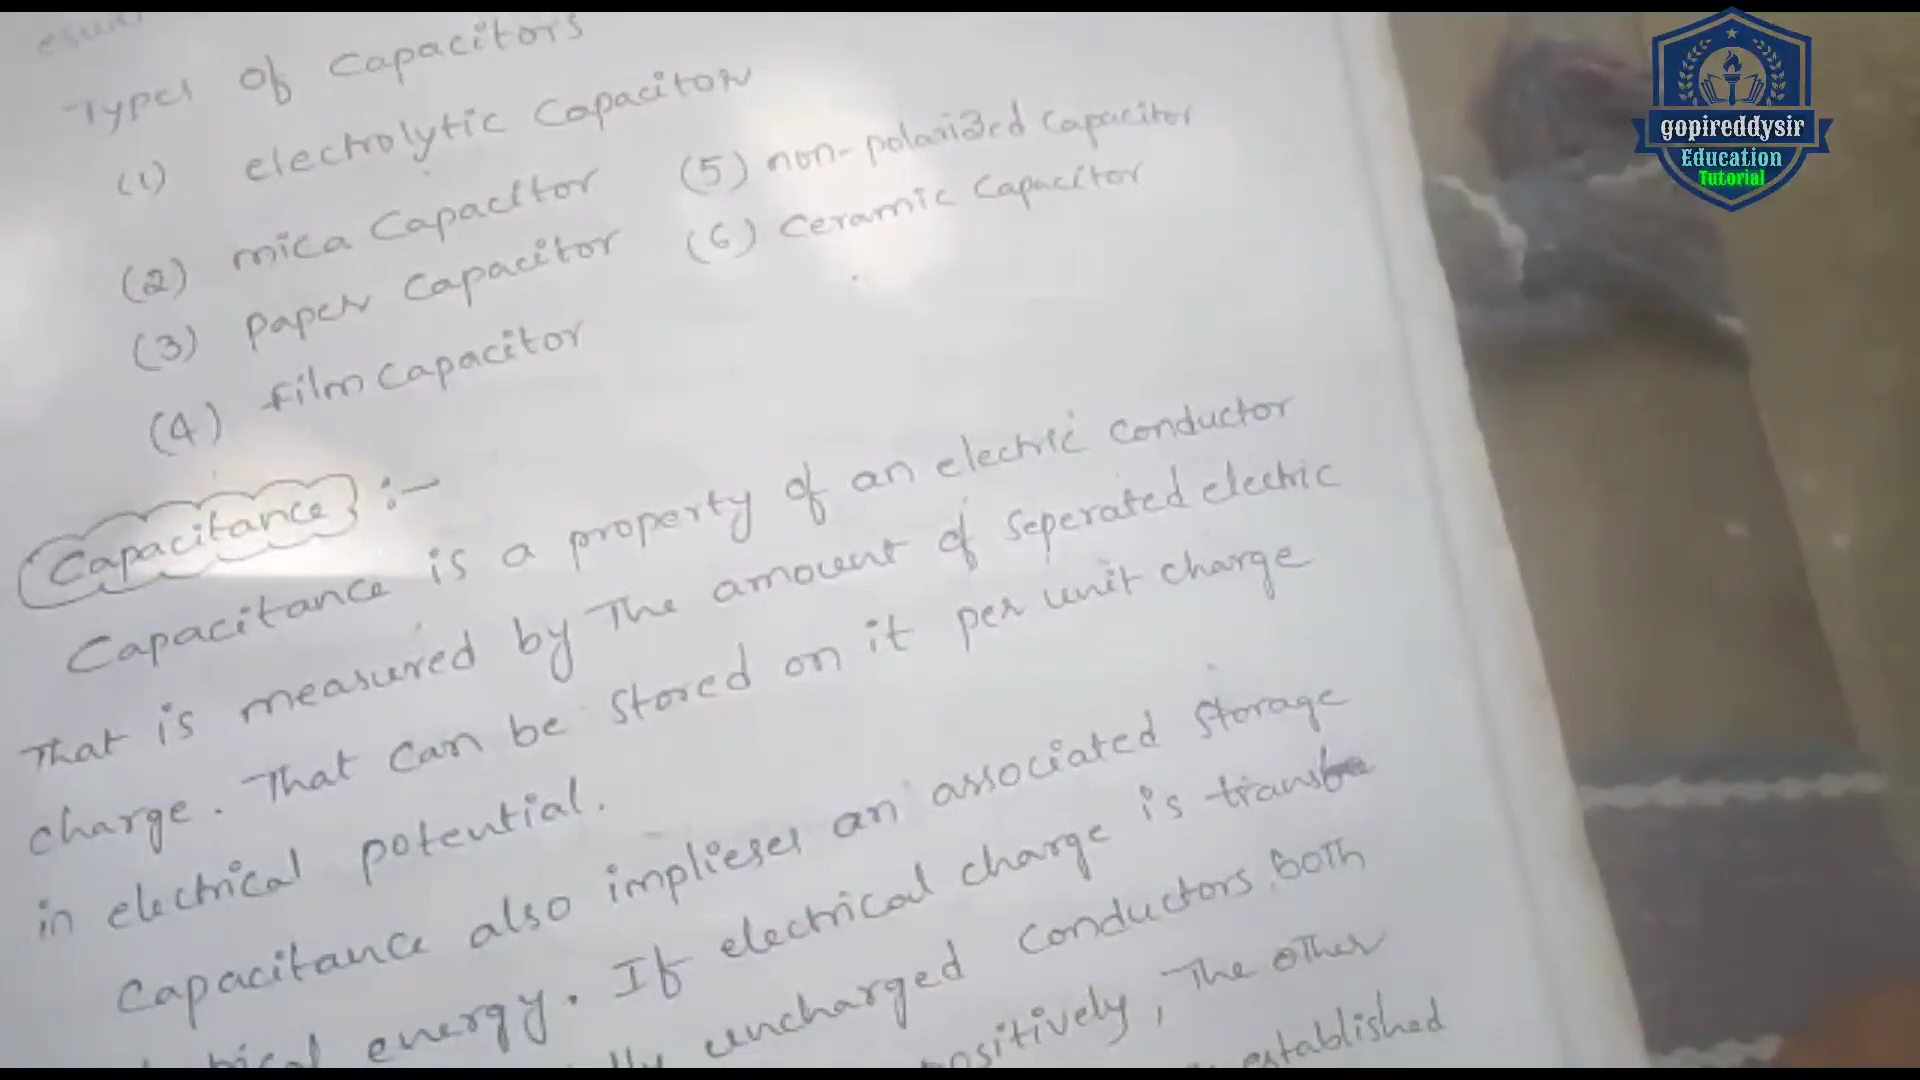 Types of Capacitors
(1) electrolytic Capacitor
(2) mica Capacitor (5) non-polarized Capacitor
(3) paper Capacitor (6) Ceramic Capacitor
(4) film Capacitor
Capacitance :-
Capacitance is a property of an electric conductor
That is measured by The amount of Seperated electric
charge. That can be Stored on it per unit charge
in electrical potential.
Capacitance also implieses an associated Storage
energy. If electrical charge is
uncharged Conductors. Both
The other
established
gopireddysir
Education
Tutorial